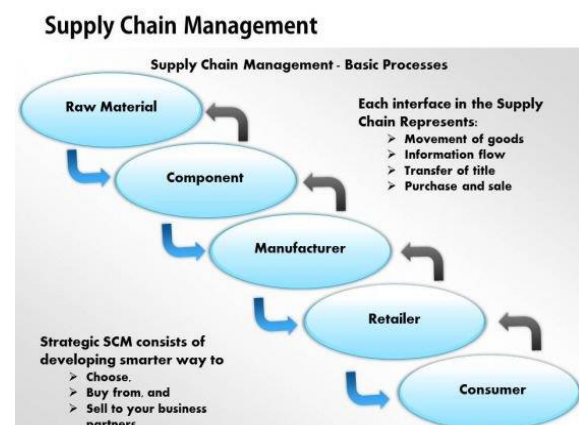 Supply Chain Management
Supply Chain Management - Basic Processes
Raw Material
Each interface in the Supply
Chain Represents:
➢ Movement of goods
➢ Information flow
➢ Transfer of title
➢ Purchase and sale
Component
Manufacturer
Retailer
Strategic SCM consists of
developing smarter way to
➢ Choose,
➢ Buy from, and
➢ Sell to your business
partners
Consumer